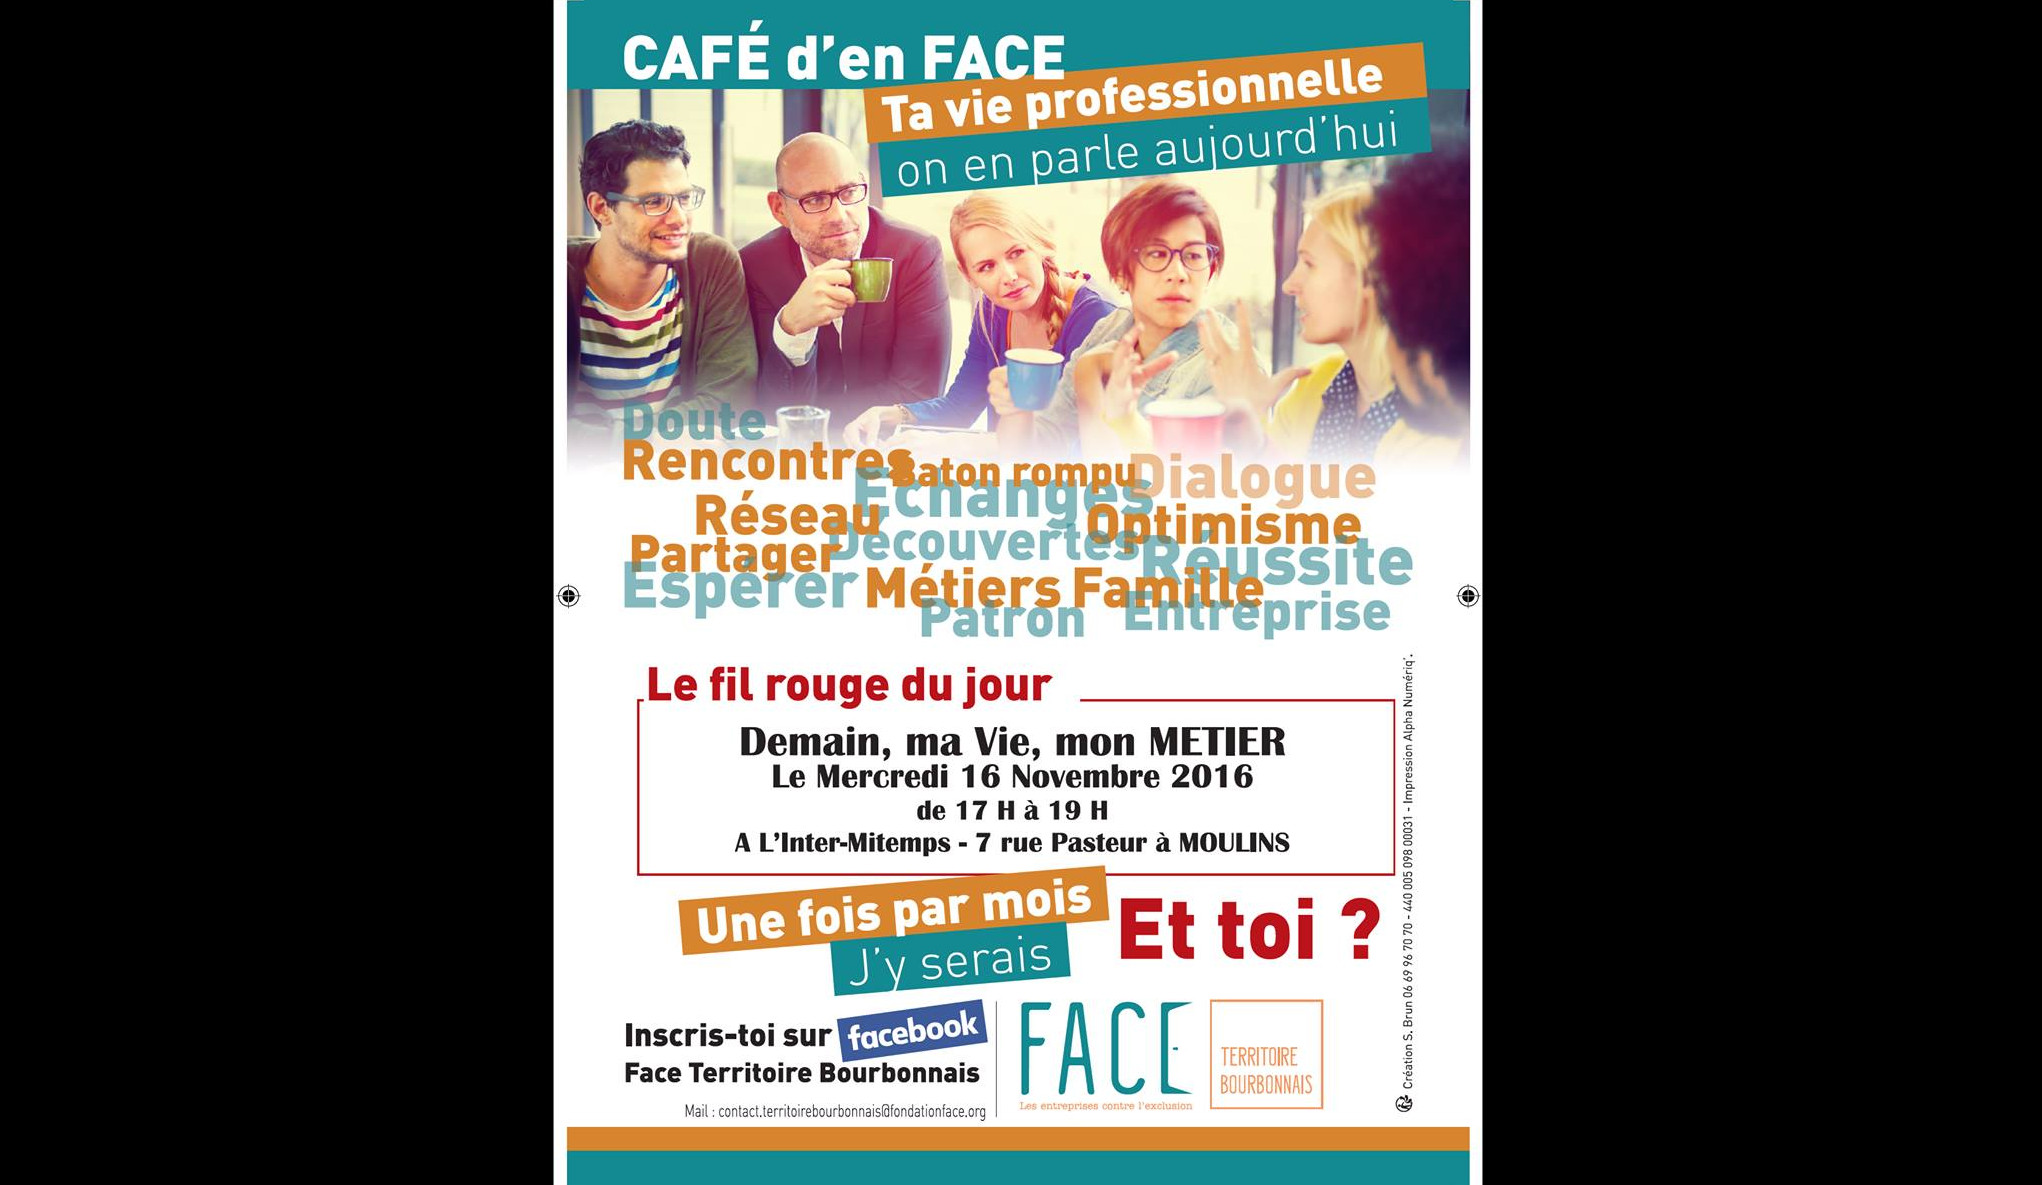 CAFÉ d'en FACE
Ta vie professionnelle
on en parle aujourd'hui
Doute
Rencontres Baton rompu Dialogue
Réseau Echanges Optimisme
Partager Découvertes Réussite
Espérer Métiers Famille
Patron Entreprise
Le fil rouge du jour
Demain, ma Vie, mon METIER
Le Mercredi 16 Novembre 2016
de 17 H à 19 H
A L'Inter-Mitemps - 7 rue Pasteur à MOULINS
Une fois par mois
J'y serais
Et toi ?
Inscris-toi sur facebook
Face Territoire Bourbonnais
Mail : contact.territoirebourbonnais@fondationface.org
FACE
Les entreprises contre l'exclusion
TERRITOIRE
BOURBONNAIS
Création S. Brun 06 69 96 70 70 - 440 005 098 00031 - Impression Alpha Numériq'.